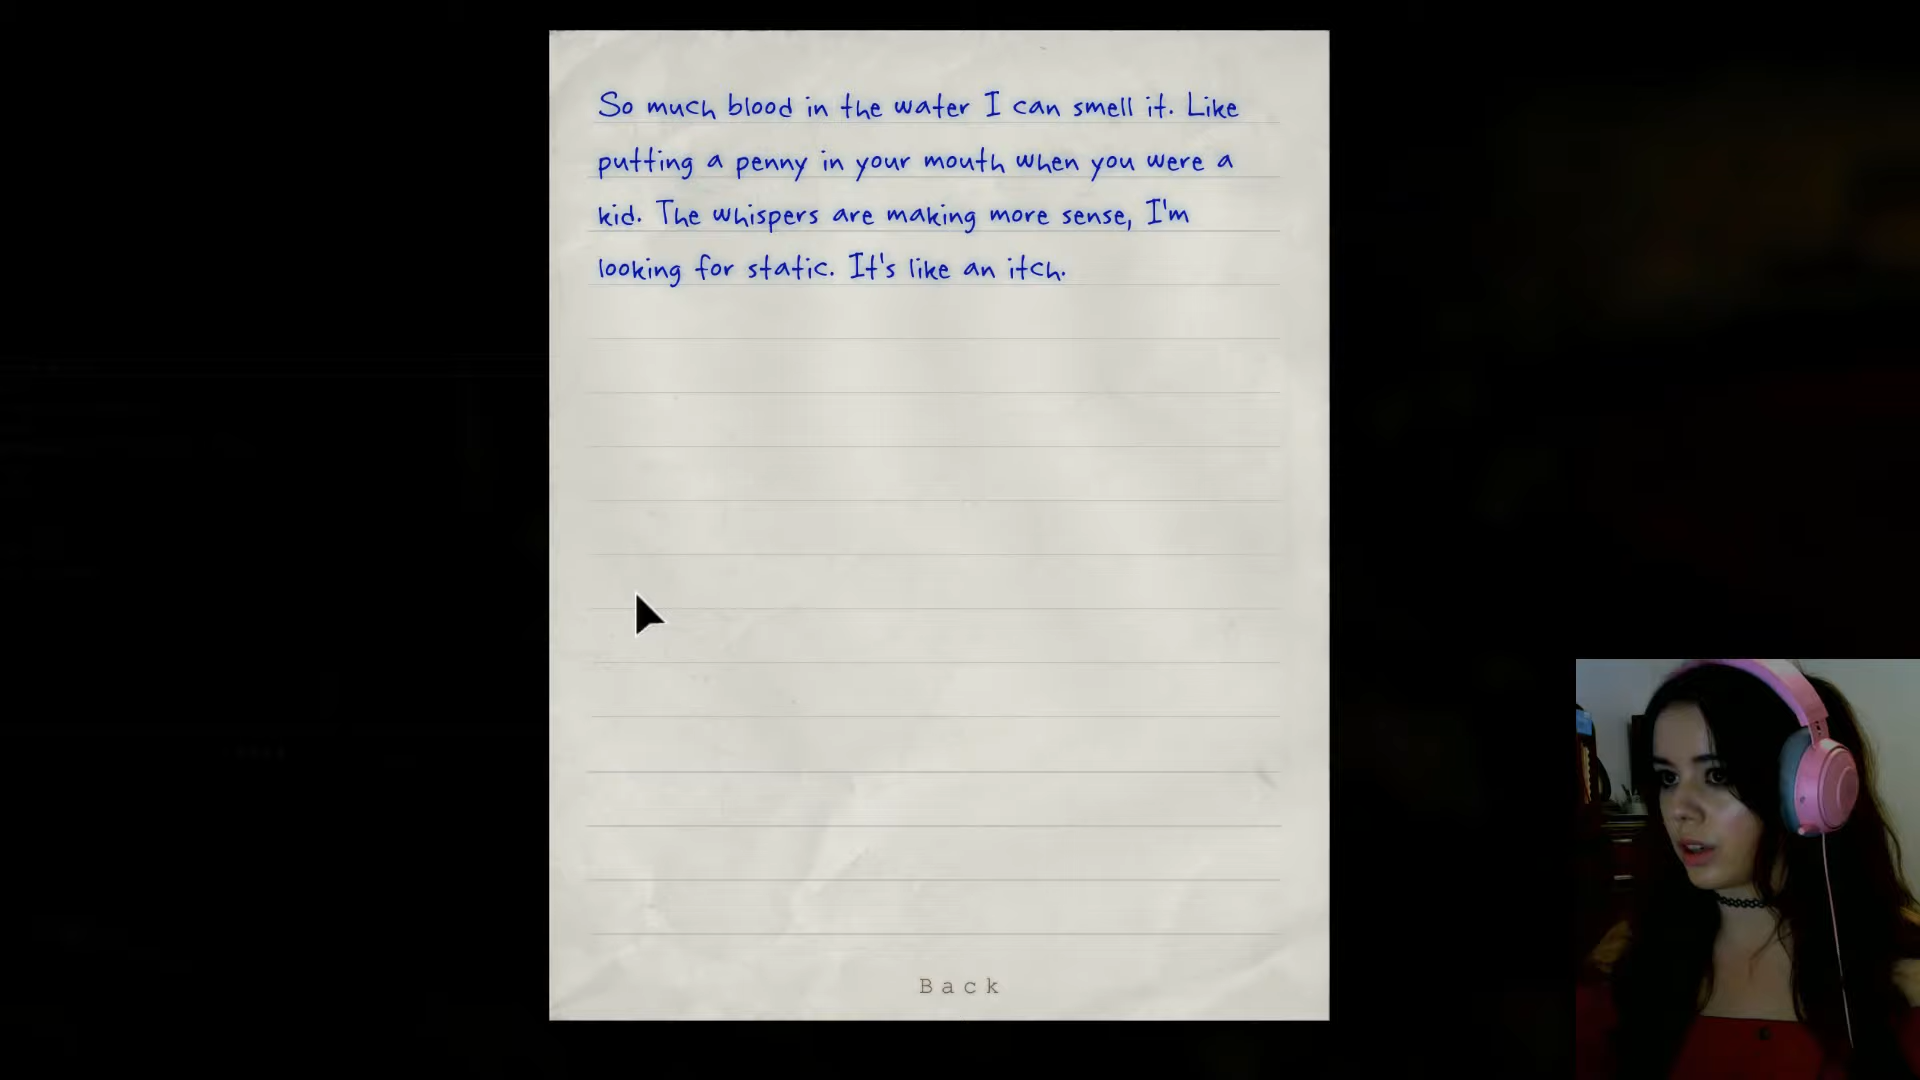 So much blood in the water I can smell it. Like
putting a penny in your mouth when you were a
kid. The whispers are making more sense, I'm
looking for static. It's like an itch.
Back